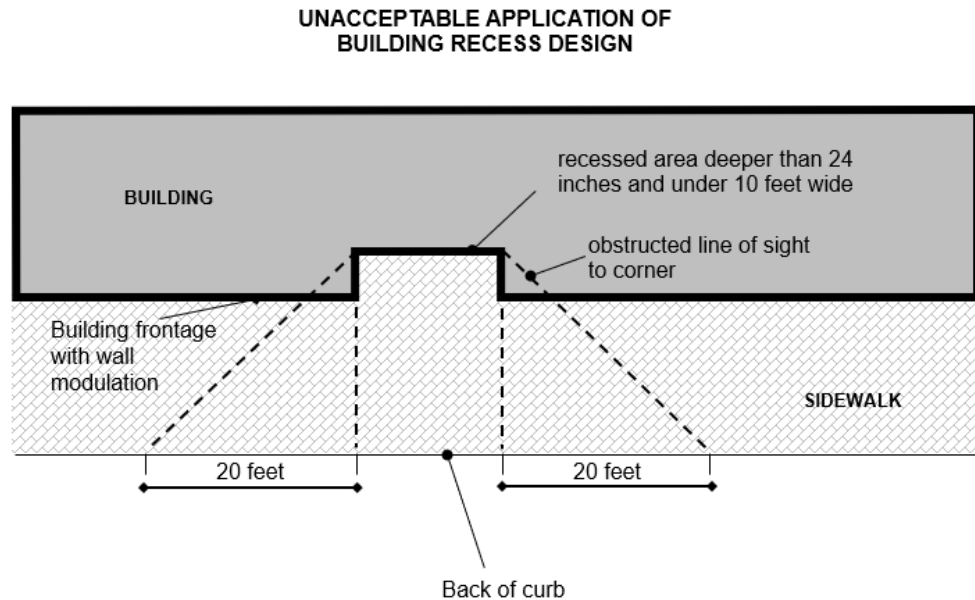 UNACCEPTABLE APPLICATION OF
BUILDING RECESS DESIGN
recessed area deeper than 24
inches and under 10 feet wide
BUILDING
obstructed line of sight
to corner
Building frontage
with wall
modulation
SIDEWALK
20 feet
20 feet
Back of curb